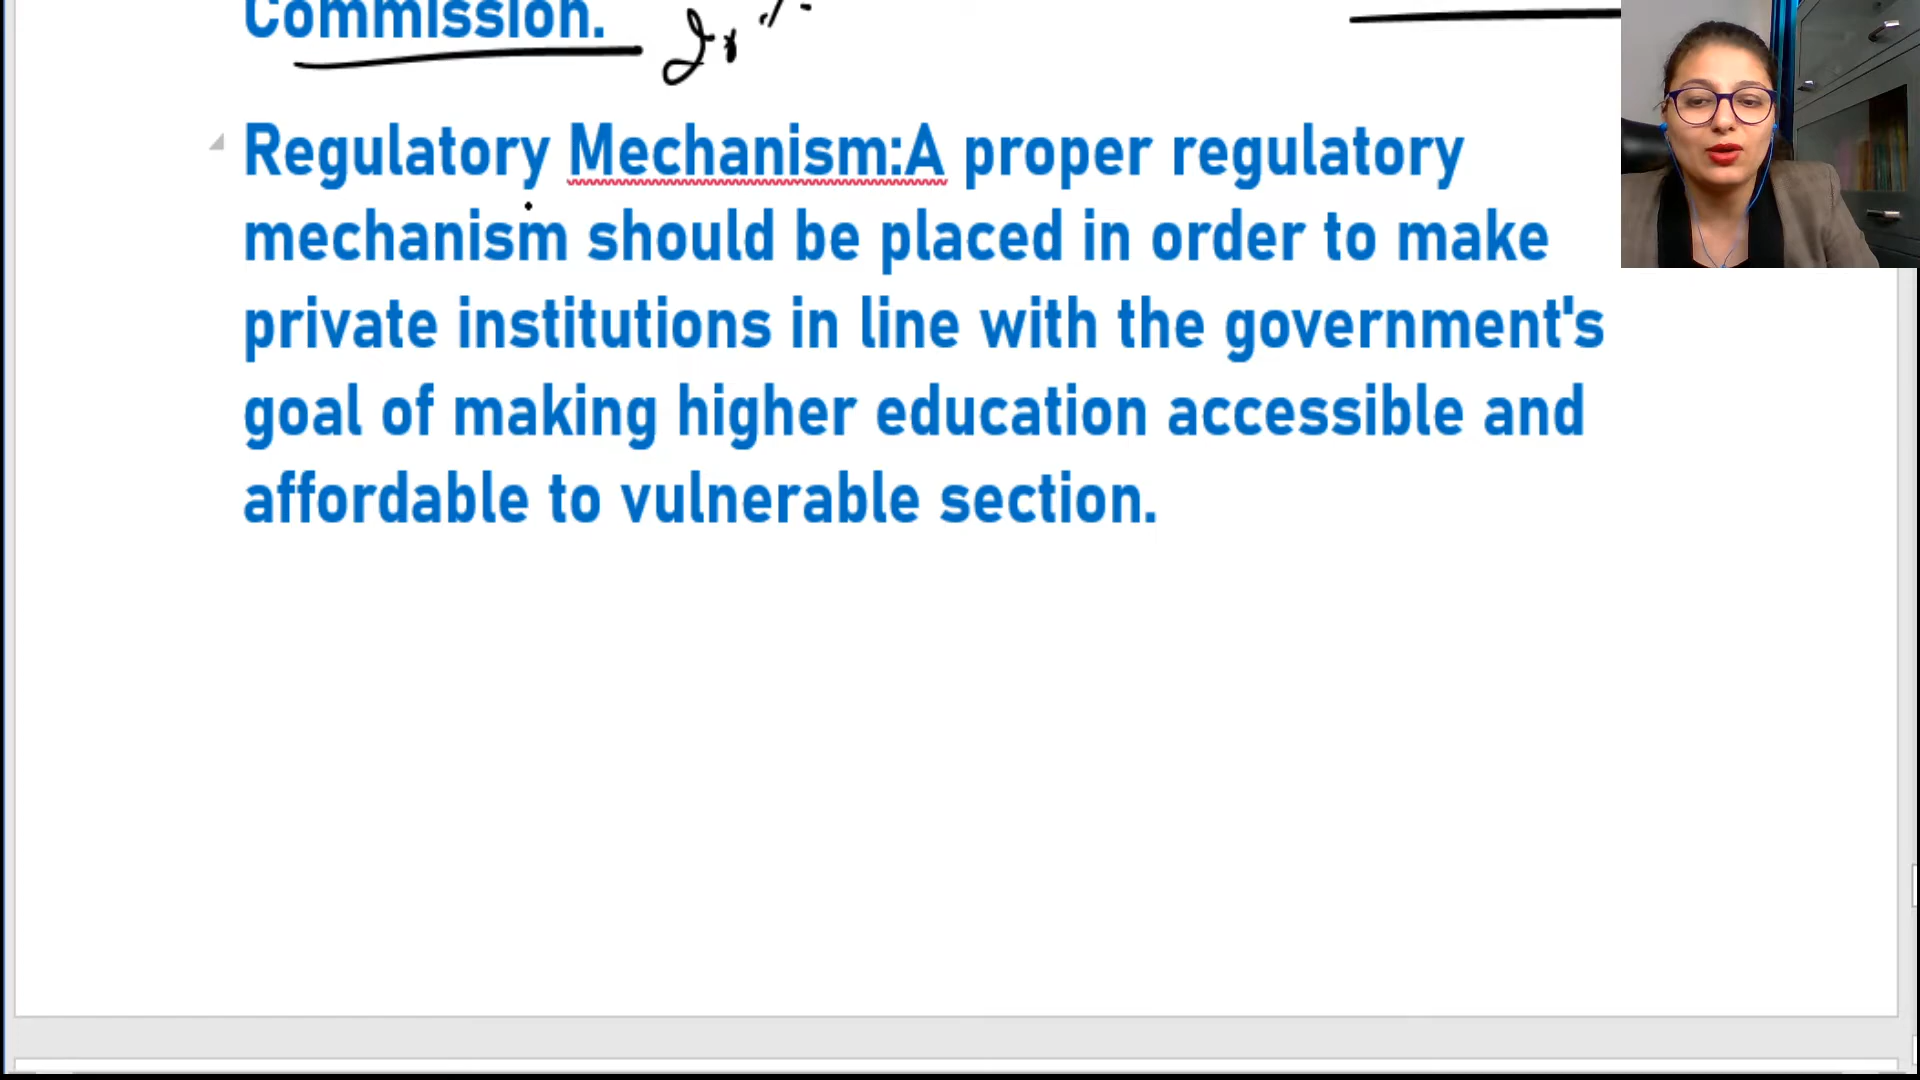 Commission.
Regulatory Mechanism:A proper regulatory
mechanism should be placed in order to make
private institutions in line with the government's
goal of making higher education accessible and
affordable to vulnerable section.